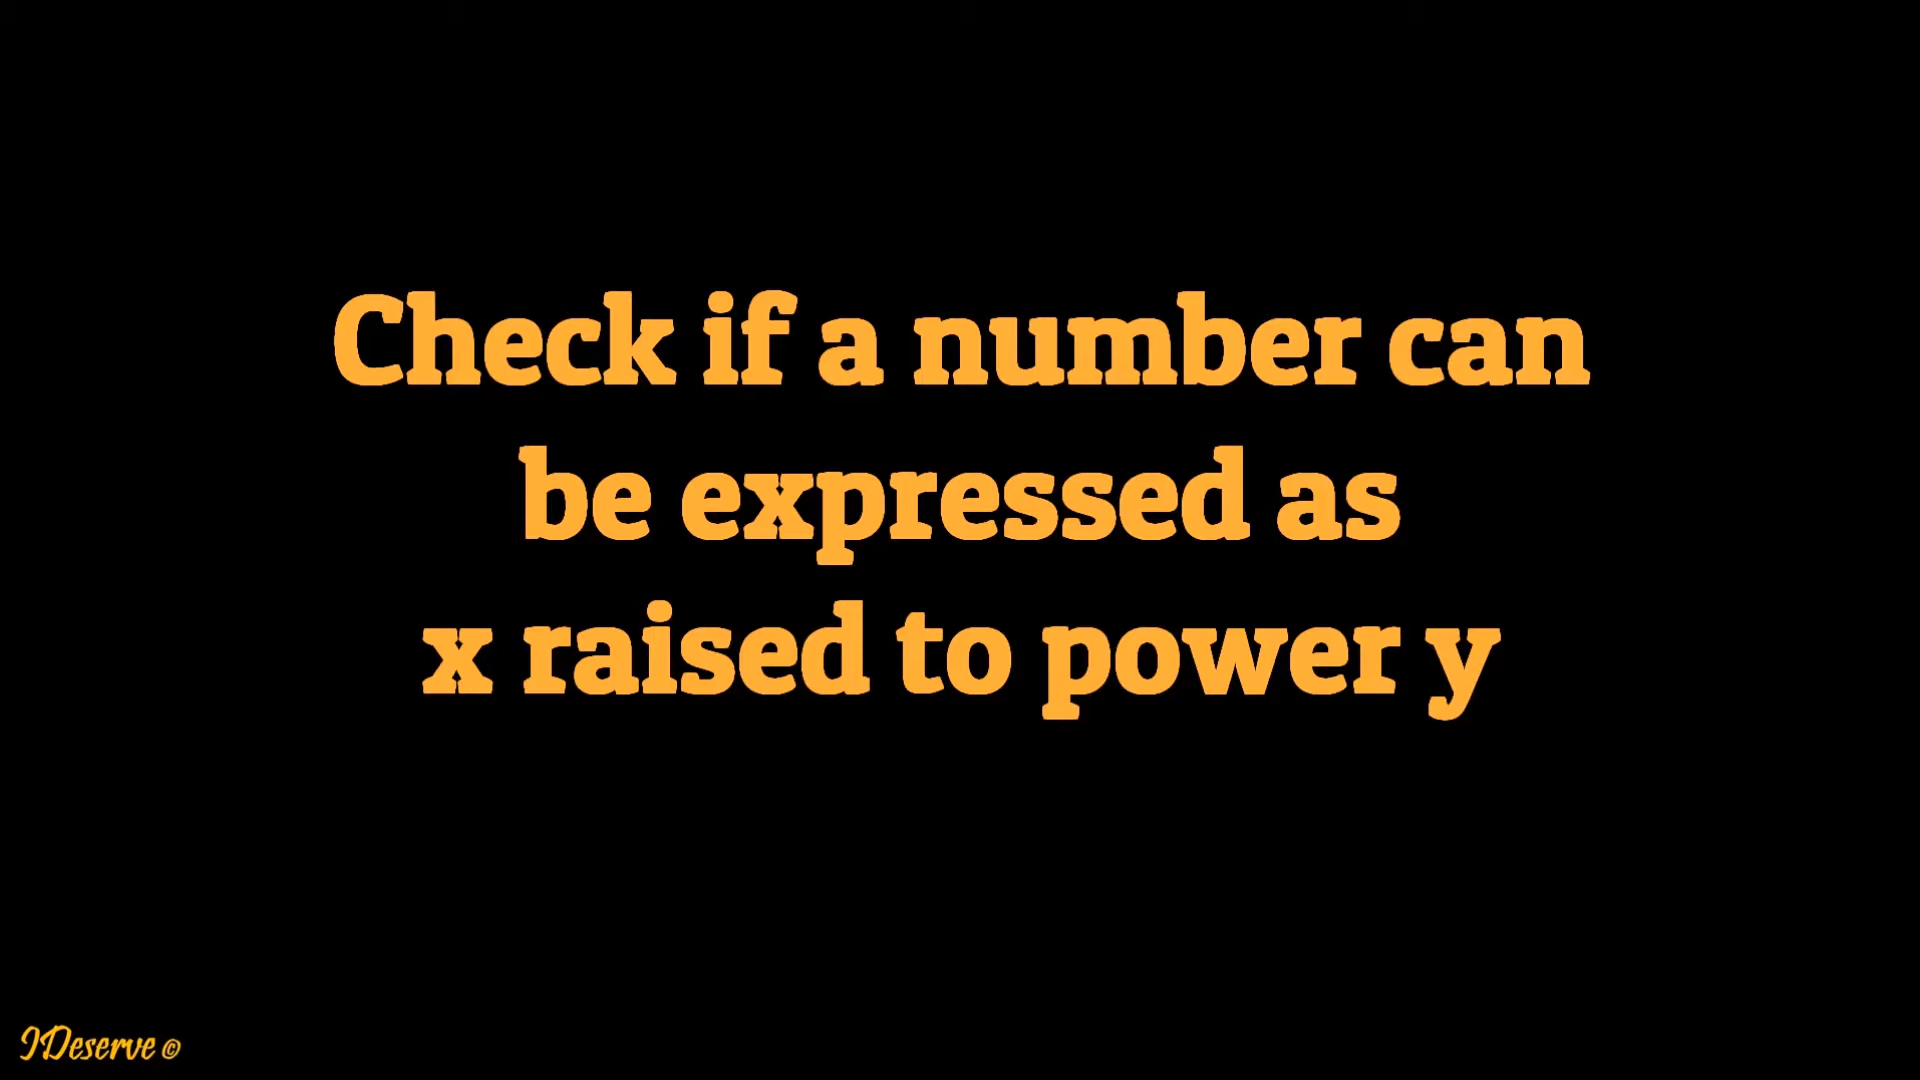 Check if a number can
be expressed as
x raised to power y
IDeserve ©